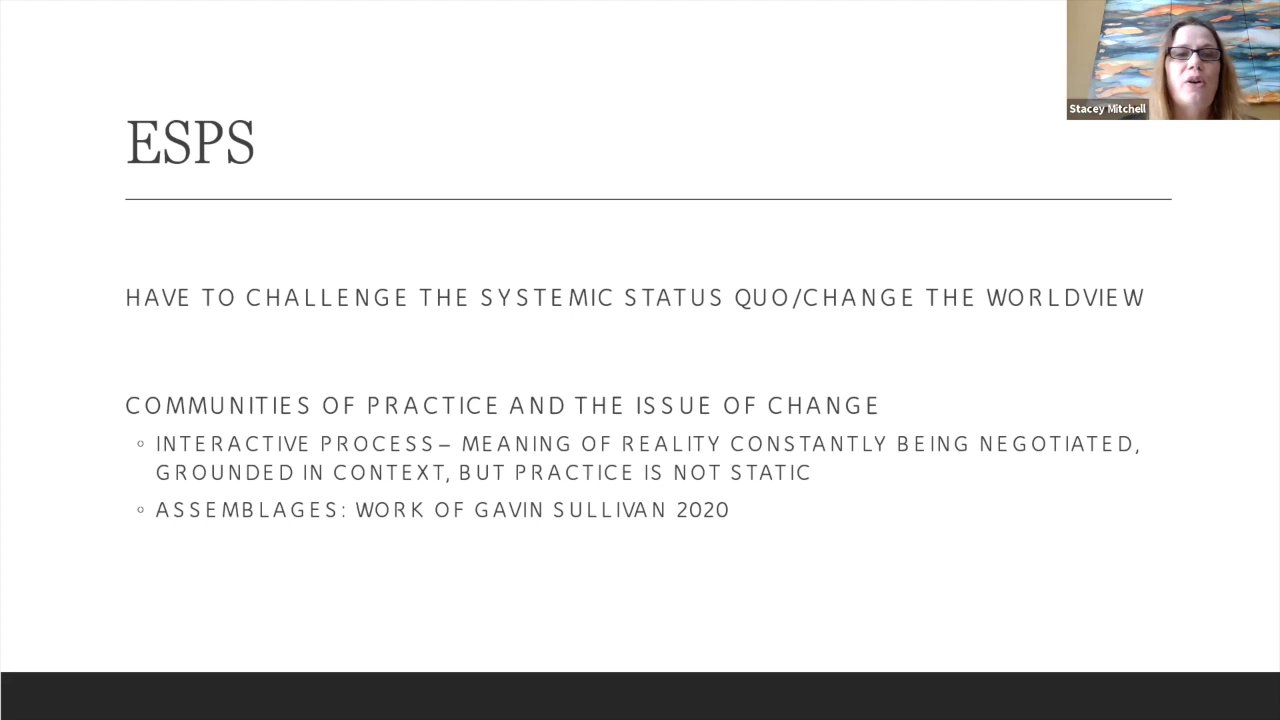 Stacey Mitchell
ESPS
HAVE TO CHALLENGE THE SYSTEMIC STATUS QUO/CHANGE THE WORLDVIEW
COMMUNITIES OF PRACTICE AND THE ISSUE OF CHANGE
◦ INTERACTIVE PROCESS – MEANING OF REALITY CONSTANTLY BEING NEGOTIATED,
GROUNDED IN CONTEXT, BUT PRACTICE IS NOT STATIC
◦ ASSEMBLAGES: WORK OF GAVIN SULLIVAN 2020